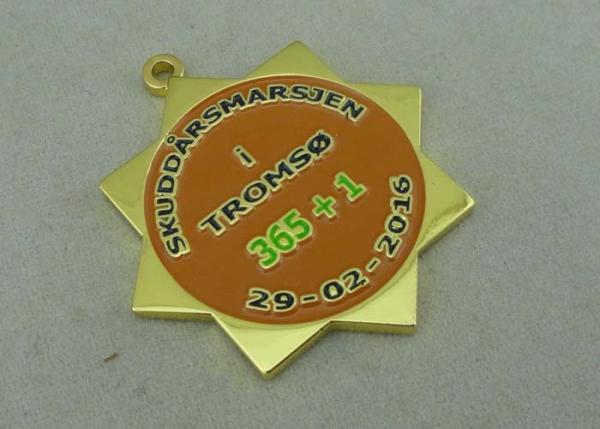 SKUDDÅRSMARSJEN
i
TROMSØ
365 + 1
29-02-2016